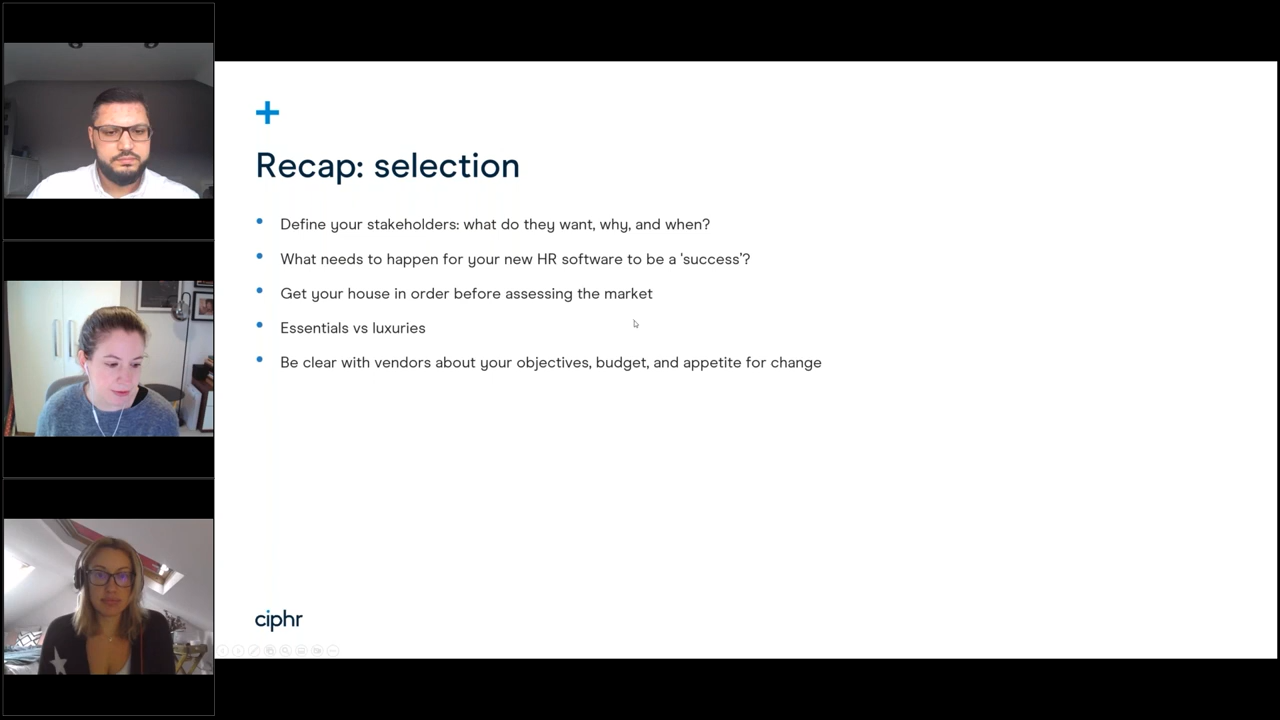 Recap: selection
Define your stakeholders: what do they want, why, and when?
What needs to happen for your new HR software to be a 'success'?
Get your house in order before assessing the market
Essentials vs luxuries
Be clear with vendors about your objectives, budget, and appetite for change
ciphr